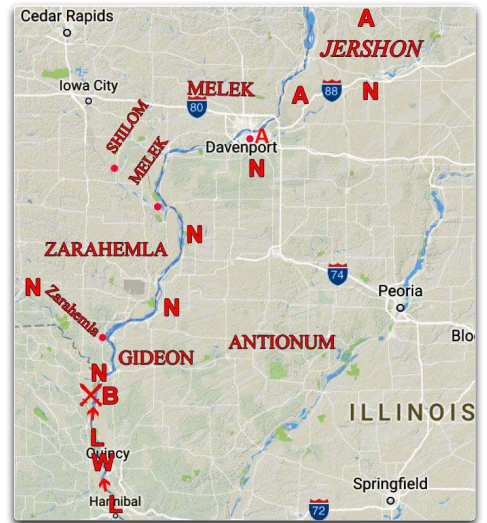 Cedar Rapids
A
JERSHON
Iowa City
MELEK
80
A
88
N
SHILOM
MELEK
A
Davenport
N
ZARAHEMLA
N
74
N
Zarahemla
N
Peoria
GIDEON
ANTIONUM
Bloo
N
B
ILLINOIS
L
Quincy
W
Springfield
L
Hannibal
72